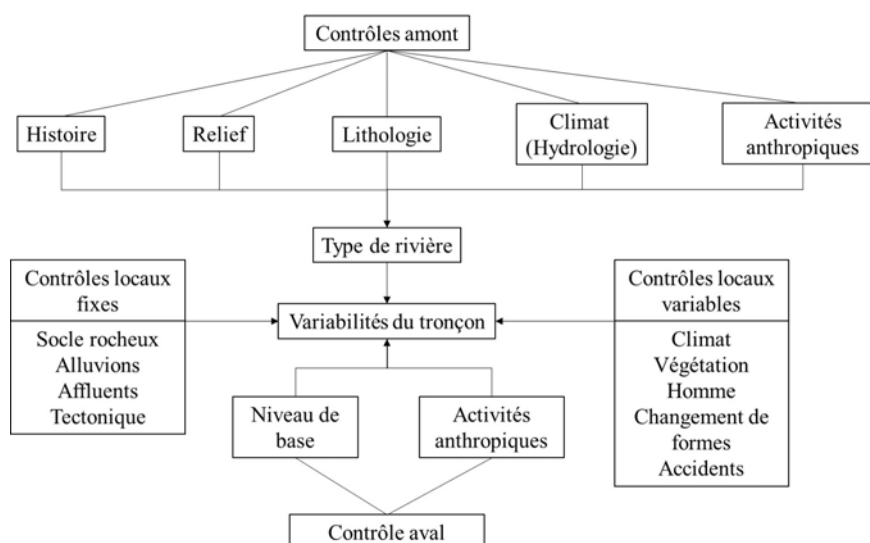 Contrôles amont
Histoire
Relief
Lithologie
Climat
(Hydrologie)
Activités
anthropiques
Type de rivière
Contrôles locaux
fixes
Socle rocheux
Alluvions
Affluents
Tectonique
Variabilités du tronçon
Contrôles locaux
variables
Climat
Végétation
Homme
Changement de
formes
Accidents
Niveau de
base
Activités
anthropiques
Contrôle aval